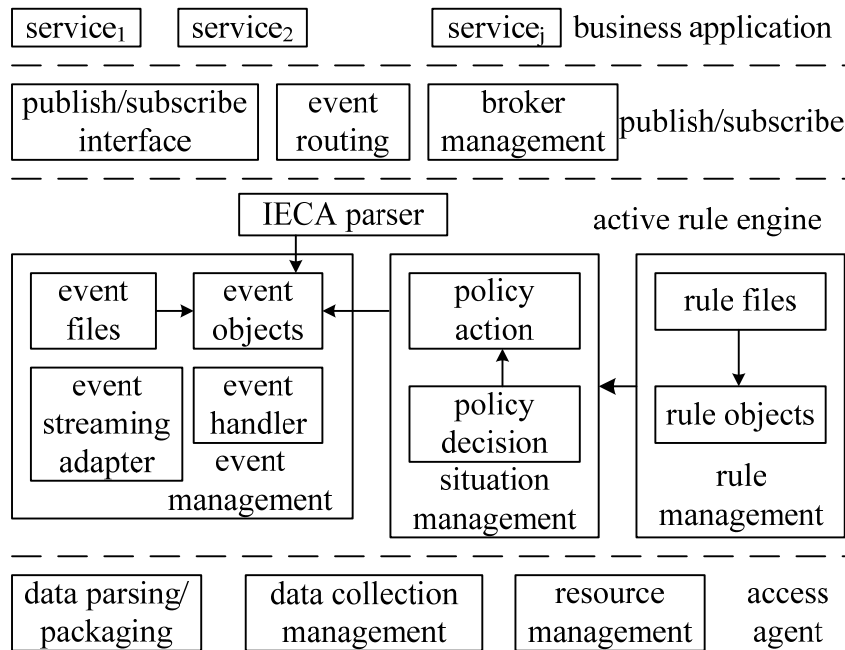 service₁
service₂
serviceⱼ
business application
publish/subscribe
interface
event
routing
broker
management
publish/subscribe
IECA parser
active rule engine
event
files
event
objects
event
streaming
adapter
event
handler
event
management
policy
action
policy
decision
situation
management
rule files
rule objects
rule
management
data parsing/
packaging
data collection
management
resource
management
access
agent